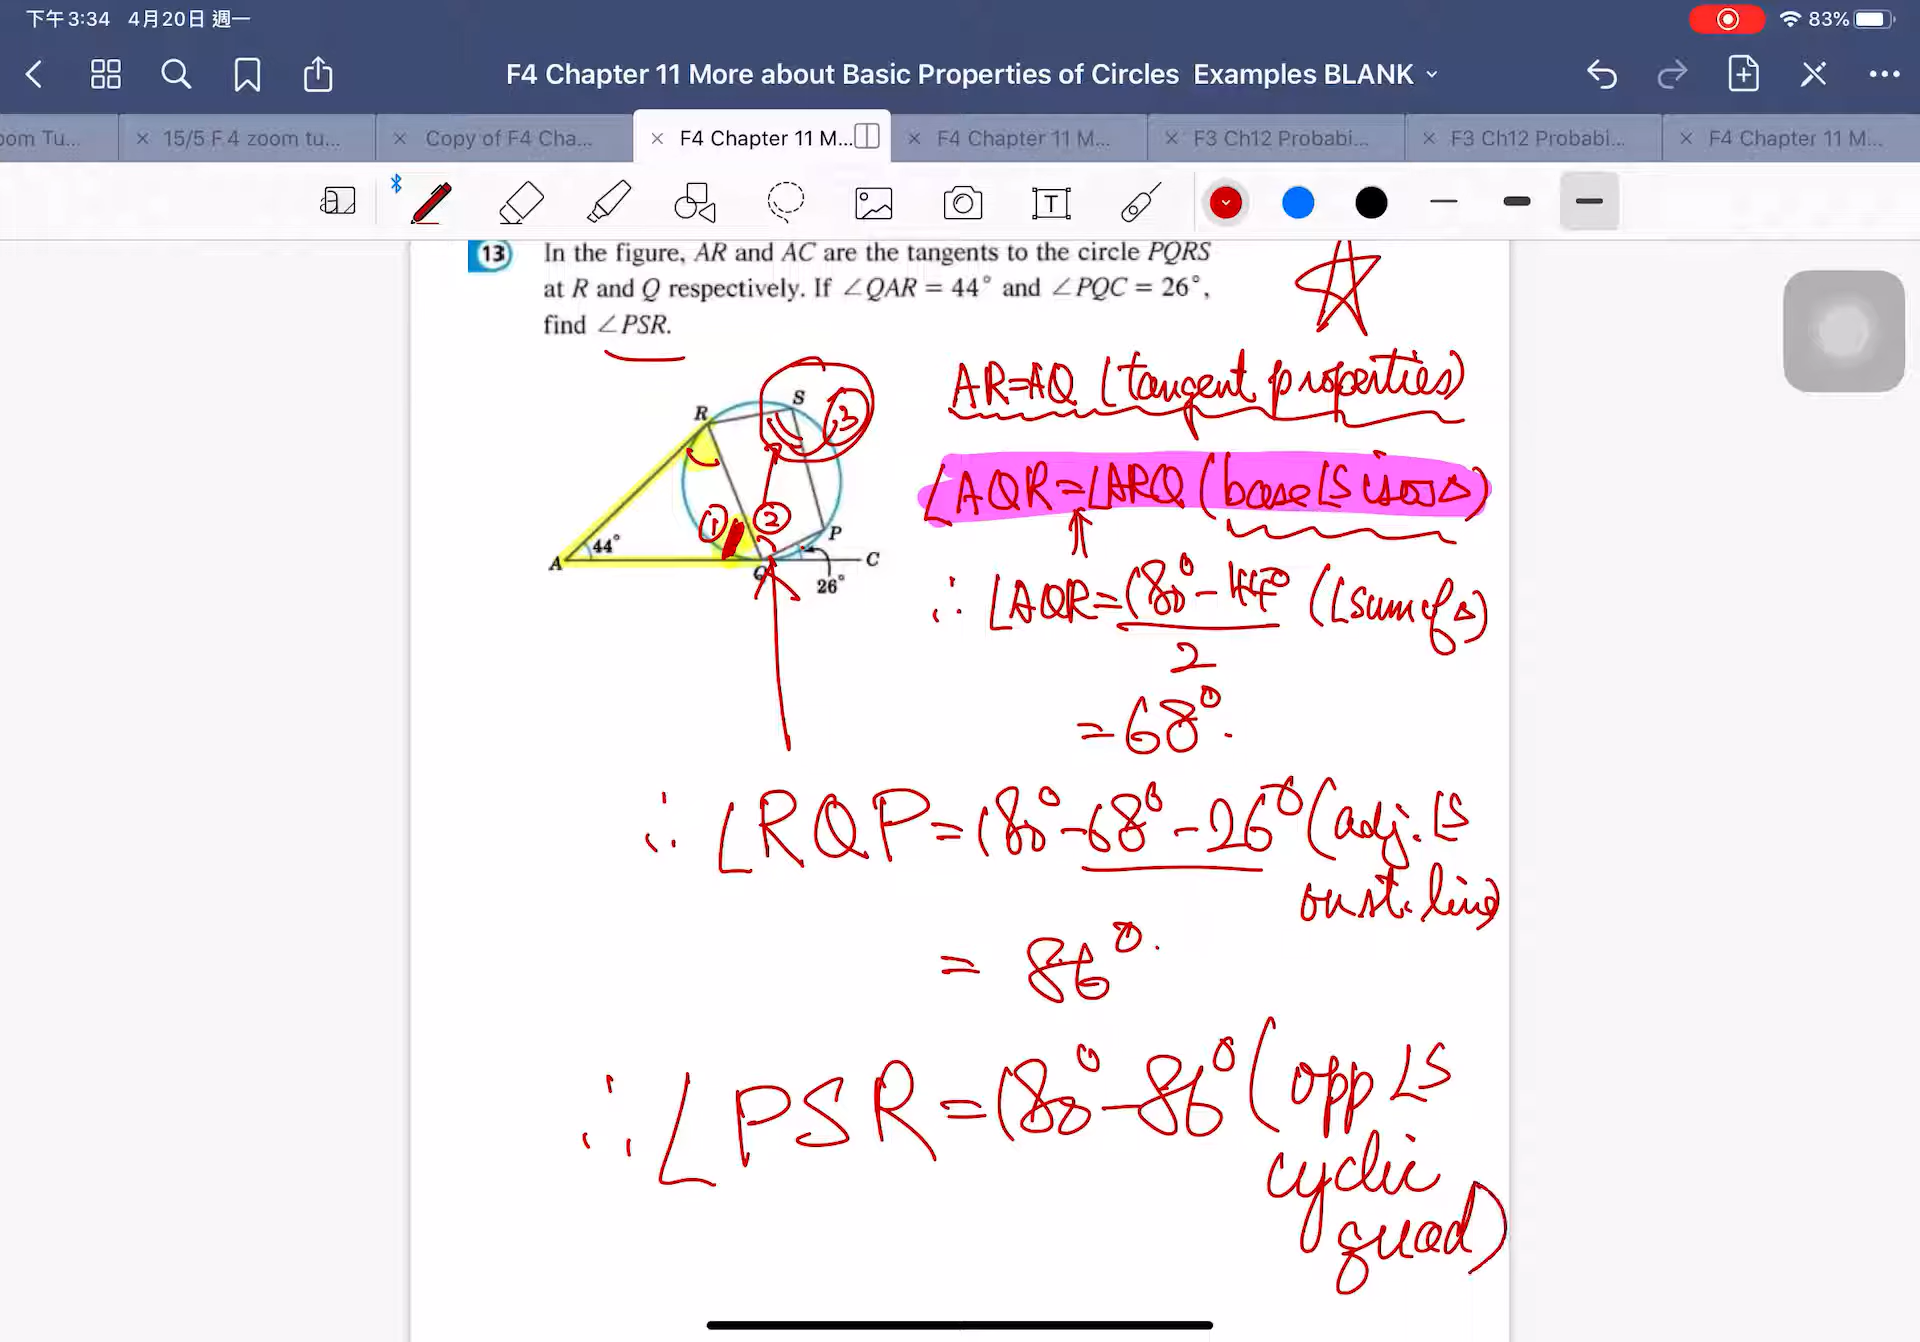 下午3:34 4月20日 週一
83%
F4 Chapter 11 More about Basic Properties of Circles Examples BLANK
oom Tu...
15/5 F.4 zoom tu...
Copy of F4 Cha...
F4 Chapter 11 M...
F4 Chapter 11 M...
F3 Ch12 Probabi...
F3 Ch12 Probabi...
F4 Chapter 11 M...
13 In the figure, AR and AC are the tangents to the circle PQRS
at R and Q respectively. If ∠QAR = 44° and ∠PQC = 26°,
find ∠PSR.
AR=AQ (tangent properties)
∠AQR=∠ARQ (base ∠s isos △)
∴ ∠AQR=180°-44° (∠sum of △)
2
=68°.
∴ ∠RQP=180°-68°-26° (adj. ∠s
on st. line)
= 86°.
∴ ∠PSR=180°-86° (opp ∠s
cyclic
quad)
R
S
3
1
2
P
A
44°
Q
C
26°